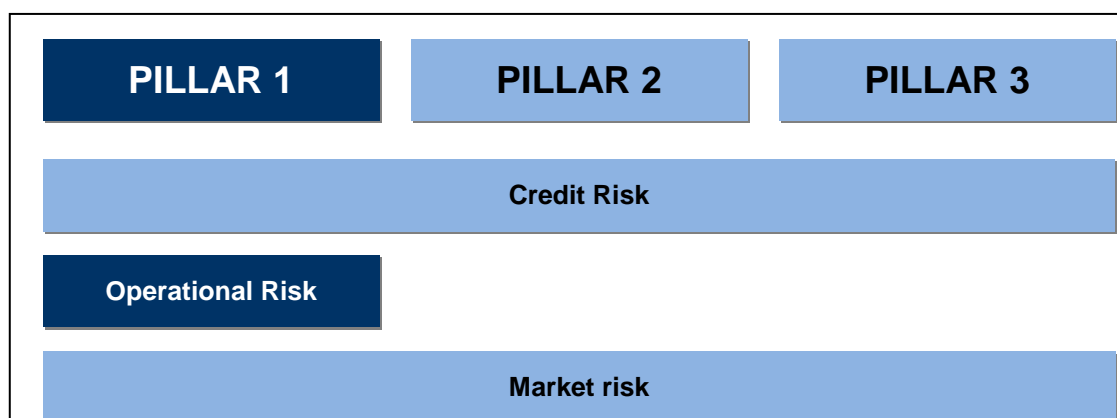 PILLAR 1 PILLAR 2 PILLAR 3
Credit Risk
Operational Risk
Market risk